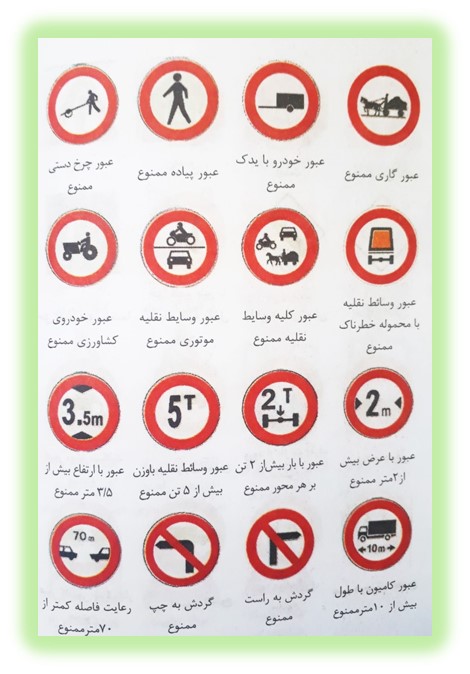 عبور گاری ممنوع
عبور خودرو با یدک
ممنوع
عبور پیاده ممنوع
عبور چرخ دستی
ممنوع
عبور وسائط نقلیه
با محموله خطرناک
ممنوع
عبور کلیه وسایط
نقلیه ممنوع
عبور وسایط نقلیه
موتوری ممنوع
عبور خودروی
کشاورزی ممنوع
2m
2T
5T
3.5m
عبور با عرض بیش
از ۲متر ممنوع
عبور با بار بیش از ۲ تن
بر هر محور ممنوع
عبور وسائط نقلیه باوزن
بیش از ۵ تن ممنوع
عبور با ارتفاع بیش از
۳/۵ متر ممنوع
10m
70m
عبور کامیون با طول
بیش از ۱۰مترممنوع
گردش به راست
ممنوع
گردش به چپ
ممنوع
رعایت فاصله کمتر از
۷۰مترممنوع